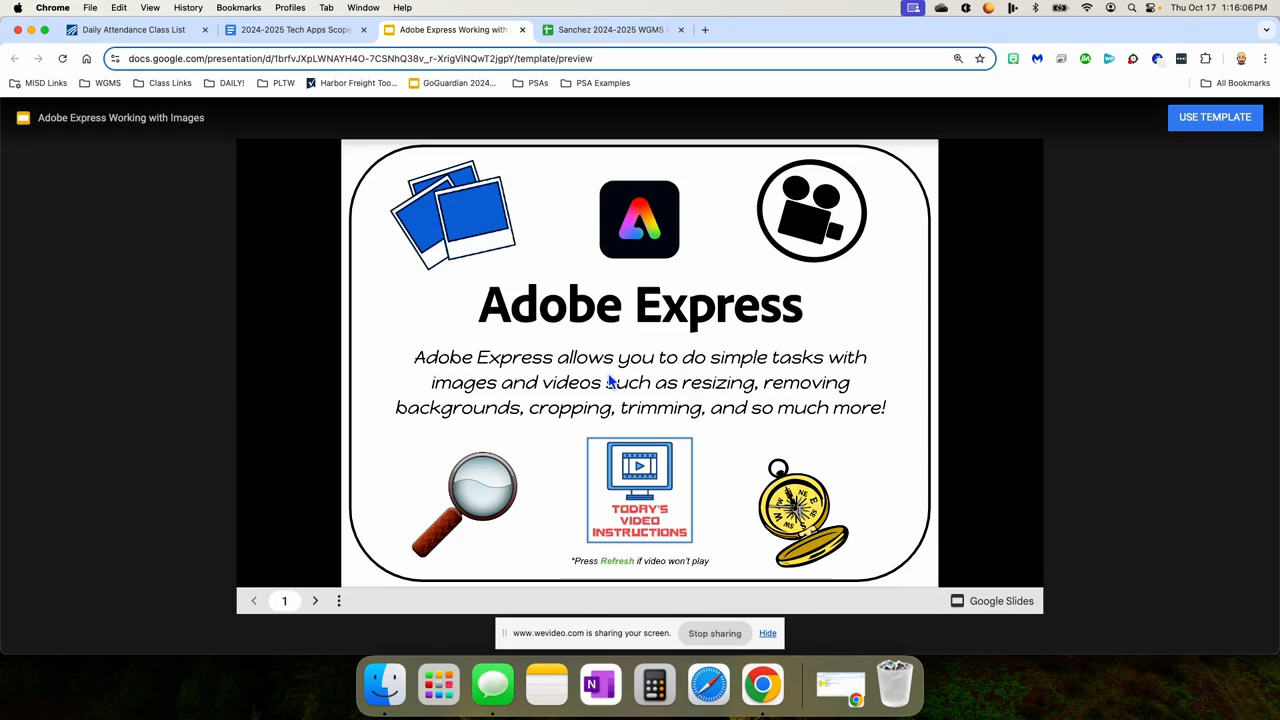 Chrome File Edit View History Bookmarks Profiles Tab Window Help Thu Oct 17 1:16:06 PM
Daily Attendance Class List 2024-2025 Tech Apps Scope Adobe Express Working with Sanchez 2024-2025 WGMS
docs.google.com/presentation/d/1brfvJXpLWNAYH4O-7CSNhQ38v_r-XrigViNQwT2jgpY/template/preview
MISD Links WGMS Class Links DAILY! PLTW Harbor Freight Too... GoGuardian 2024... PSAs PSA Examples All Bookmarks
Adobe Express Working with Images
USE TEMPLATE
Adobe Express
Adobe Express allows you to do simple tasks with
images and videos such as resizing, removing
backgrounds, cropping, trimming, and so much more!
TODAY'S
VIDEO
INSTRUCTIONS
*Press Refresh if video won't play
1
Google Slides
www.wevideo.com is sharing your screen. Stop sharing Hide